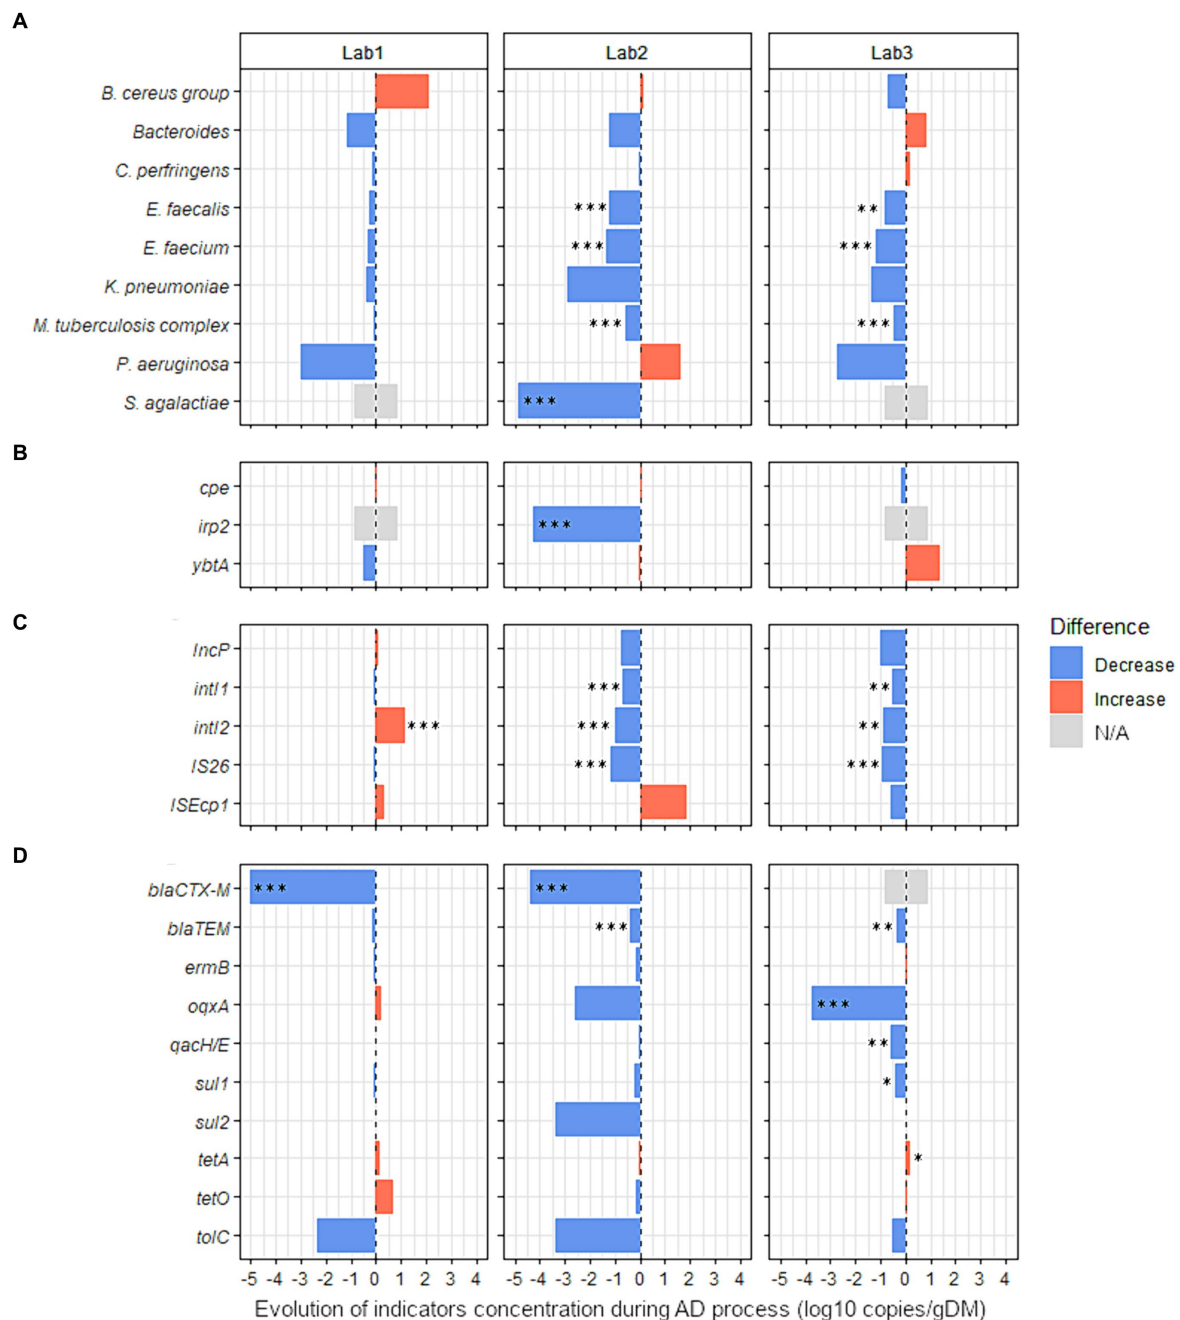 A
Lab1 Lab2 Lab3
B. cereus group
Bacteroides
C. perfringens
E. faecalis *** **
E. faecium *** ***
K. pneumoniae
M. tuberculosis complex *** ***
P. aeruginosa
S. agalactiae ***
B
cpe
irp2 ***
ybtA
C
IncP
intI1 *** **
intI2 *** *** **
IS26 *** ***
ISEcp1
Difference
Decrease
Increase
N/A
D
blaCTX-M *** ***
blaTEM *** **
ermB
oqxA ***
qacH/E **
sul1 *
sul2
tetA *
tetO
tolC
-5 -4 -3 -2 -1 0 1 2 3 4 -5 -4 -3 -2 -1 0 1 2 3 4 -5 -4 -3 -2 -1 0 1 2 3 4
Evolution of indicators concentration during AD process (log10 copies/gDM)